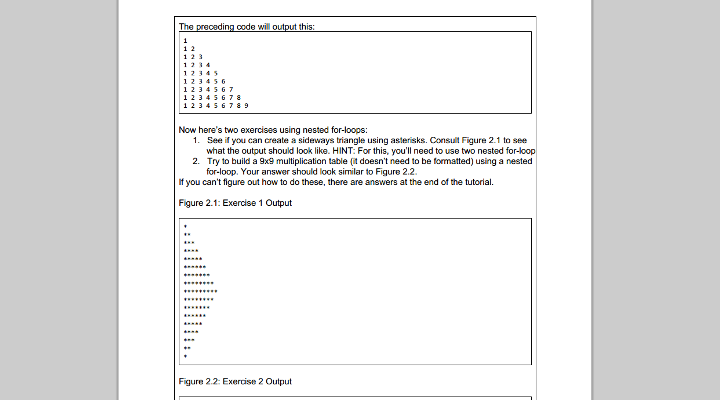 The preceding code will output this:
1
1 2
1 2 3
1 2 3 4
1 2 3 4 5
1 2 3 4 5 6
1 2 3 4 5 6 7
1 2 3 4 5 6 7 8
1 2 3 4 5 6 7 8 9
Now here's two exercises using nested for-loops:
1. See if you can create a sideways triangle using asterisks. Consult Figure 2.1 to see
what the output should look like. HINT: For this, you'll need to use two nested for-loop
2. Try to build a 9x9 multiplication table (it doesn't need to be formatted) using a nested
for-loop. Your answer should look similar to Figure 2.2.
If you can't figure out how to do these, there are answers at the end of the tutorial.
Figure 2.1: Exercise 1 Output
*
**
***
****
*****
******
*******
********
*********
********
*******
******
*****
****
***
**
*
Figure 2.2: Exercise 2 Output